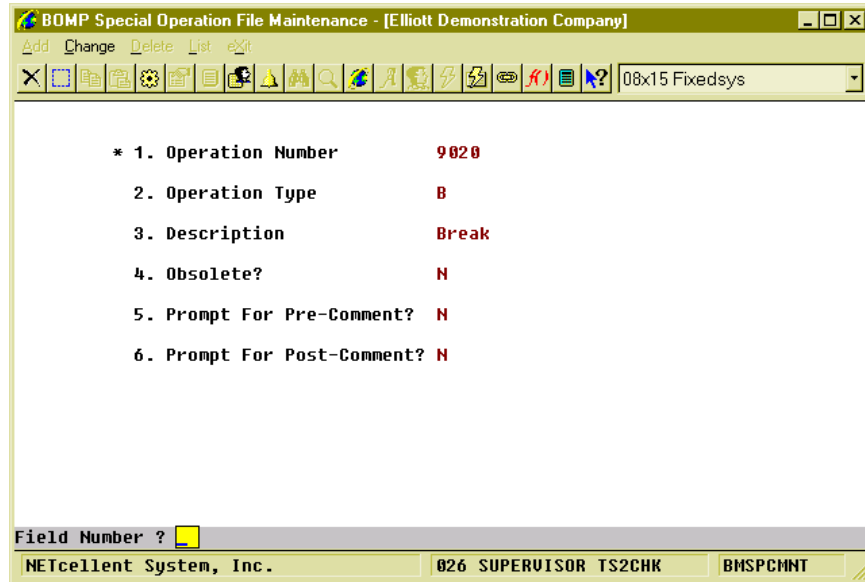 BOMP Special Operation File Maintenance - [Elliott Demonstration Company]
Add Change Delete List eXit
08x15 Fixedsys
* 1. Operation Number 9020
2. Operation Type B
3. Description Break
4. Obsolete? N
5. Prompt For Pre-Comment? N
6. Prompt For Post-Comment? N
Field Number ? _
NETcellent System, Inc. 026 SUPERVISOR TS2CHK BMSPCMNT